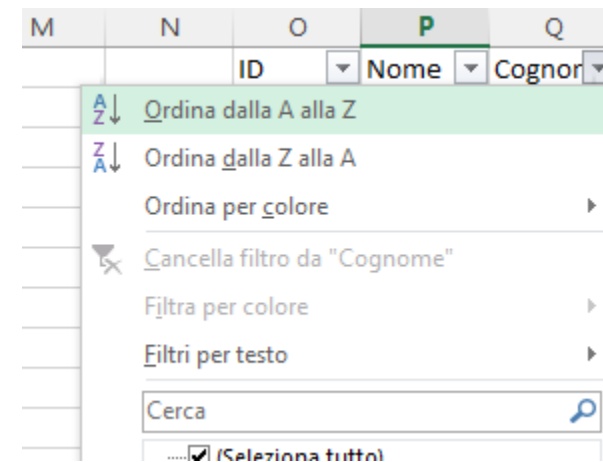 M N O P Q
ID Nome Cognor
Ordina dalla A alla Z
Ordina dalla Z alla A
Ordina per colore
Cancella filtro da "Cognome"
Filtra per colore
Filtri per testo
Cerca
(Seleziona tutto)